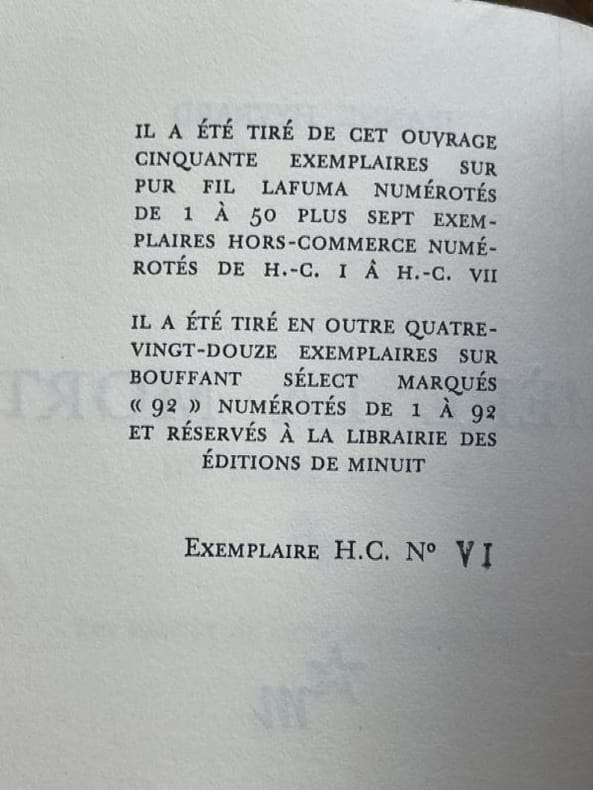 IL A ÉTÉ TIRÉ DE CET OUVRAGE
CINQUANTE EXEMPLAIRES SUR
PUR FIL LAFUMA NUMÉROTÉS
DE 1 À 50 PLUS SEPT EXEM-
PLAIRES HORS-COMMERCE NUMÉ-
ROTÉS DE H.-C. I À H.-C. VII
IL A ÉTÉ TIRÉ EN OUTRE QUATRE-
VINGT-DOUZE EXEMPLAIRES SUR
BOUFFANT SÉLECT MARQUÉS
« 92 » NUMÉROTÉS DE 1 À 92
ET RÉSERVÉS À LA LIBRAIRIE DES
ÉDITIONS DE MINUIT
EXEMPLAIRE H.C. Nº VI